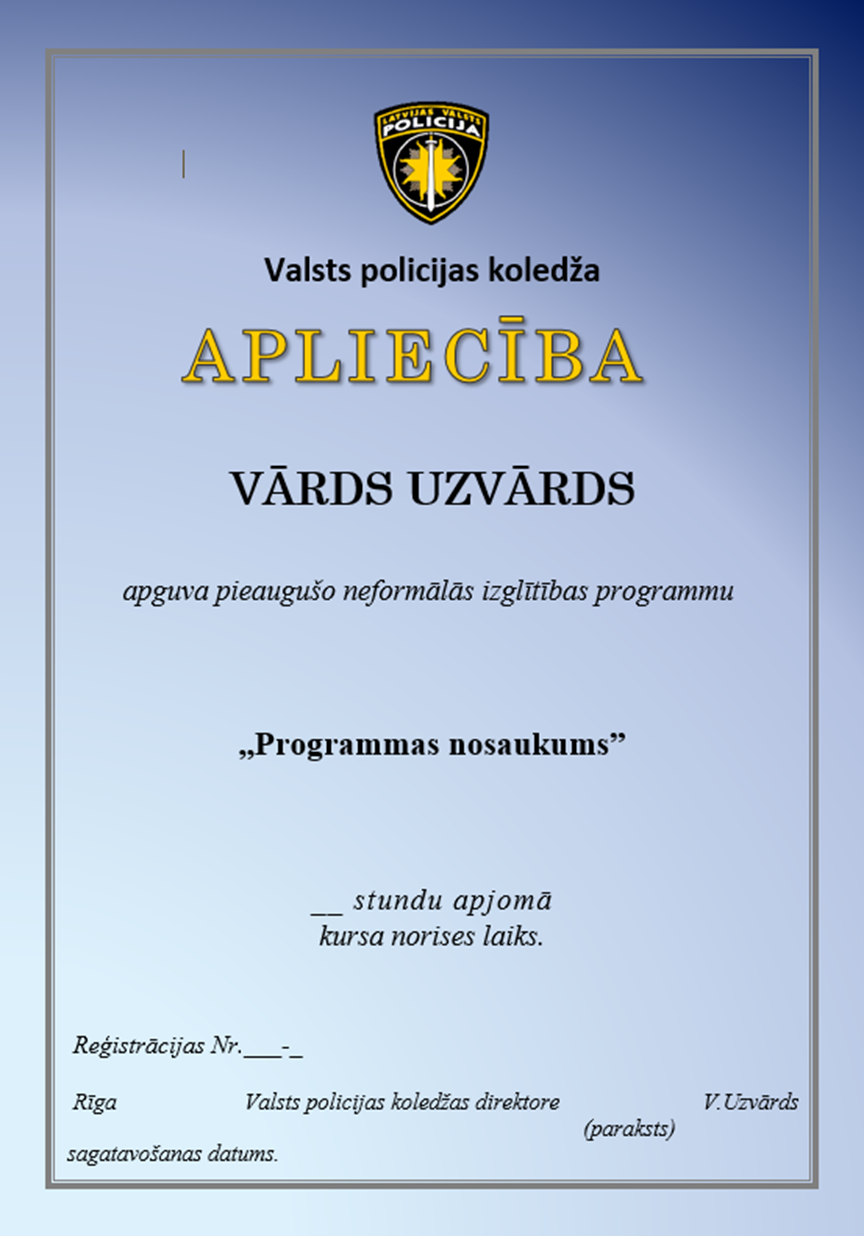 LATVIJAS VALSTS
POLICIJA
Valsts policijas koledža
APLIECĪBA
VĀRDS UZVĀRDS
apguva pieaugušo neformālās izglītības programmu
„Programmas nosaukums”
__ stundu apjomā
kursa norises laiks.
Reģistrācijas Nr.___-_
Rīga Valsts policijas koledžas direktore V.Uzvārds
(paraksts)
sagatavošanas datums.